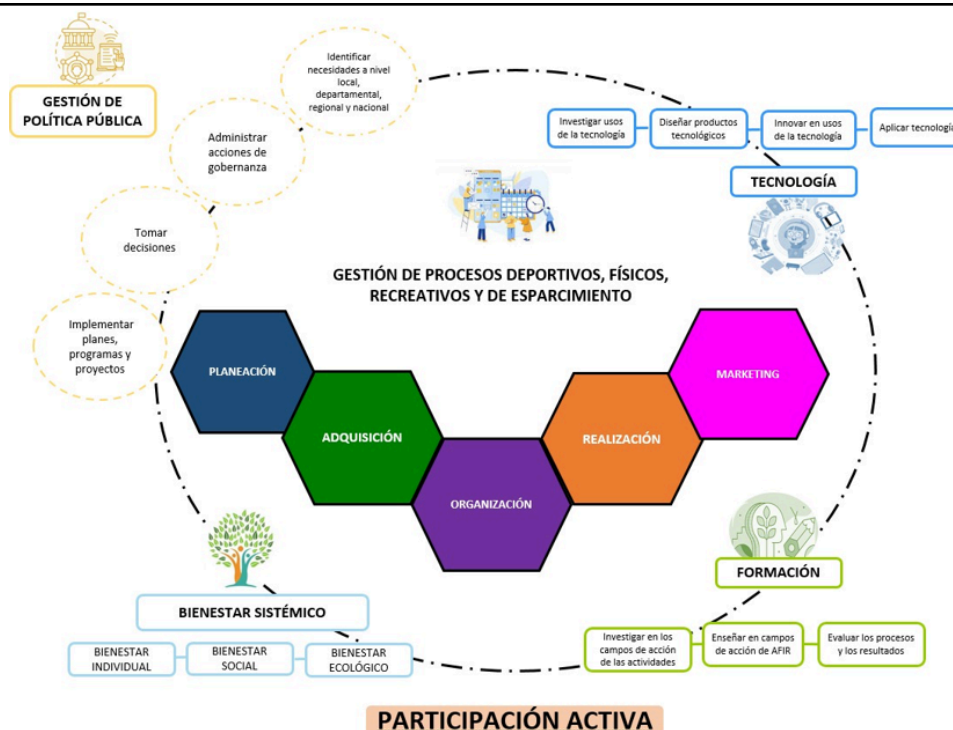 GESTIÓN DE
POLÍTICA PÚBLICA
Identificar
necesidades a nivel
local,
departamental,
regional y nacional
Administrar
acciones de
gobernanza
Tomar
decisiones
Implementar
planes,
programas y
proyectos
Investigar usos
de la tecnología
Diseñar productos
tecnológicos
Innovar en usos
de la tecnología
Aplicar tecnología
TECNOLOGÍA
GESTIÓN DE PROCESOS DEPORTIVOS, FÍSICOS,
RECREATIVOS Y DE ESPARCIMIENTO
PLANEACIÓN
ADQUISICIÓN
ORGANIZACIÓN
REALIZACIÓN
MARKETING
BIENESTAR SISTÉMICO
BIENESTAR
INDIVIDUAL
BIENESTAR
SOCIAL
BIENESTAR
ECOLÓGICO
FORMACIÓN
Investigar en los
campos de acción
de las actividades
Enseñar en campos
de acción de AFIR
Evaluar los procesos
y los resultados
PARTICIPACIÓN ACTIVA